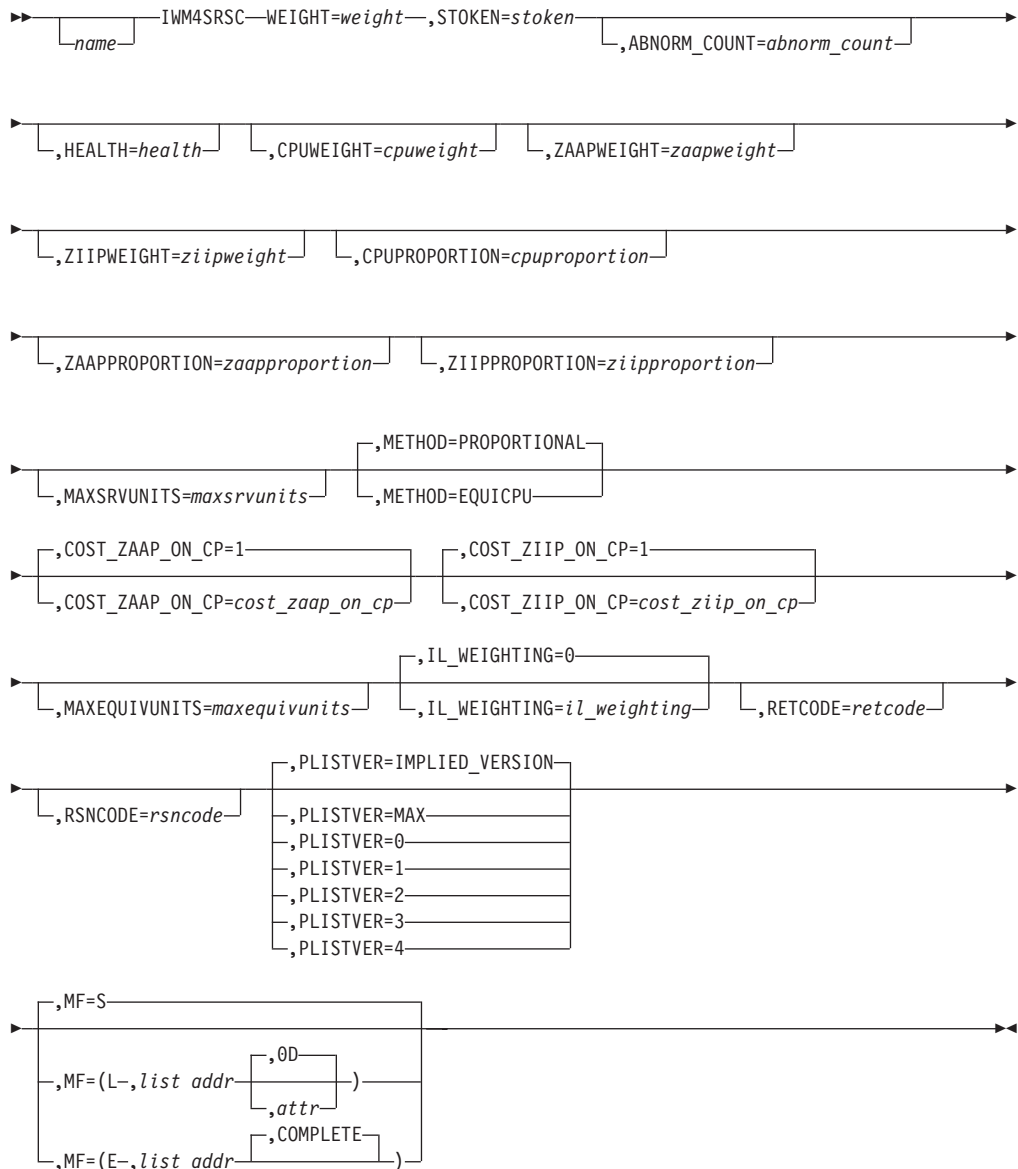 IWM4SRSC WEIGHT=weight ,STOKEN=stoken
name
,ABNORM_COUNT=abnorm_count
,HEALTH=health ,CPUWEIGHT=cpuweight ,ZAAPWEIGHT=zaapweight
,ZIIPWEIGHT=ziipweight ,CPUPROPORTION=cpuproportion
,ZAAPPROPORTION=zaapproportion ,ZIIPPROPORTION=ziipproportion
,METHOD=PROPORTIONAL
,MAXSRVUNITS=maxsrvunits ,METHOD=EQUICPU
,COST_ZAAP_ON_CP=1 ,COST_ZIIP_ON_CP=1
,COST_ZAAP_ON_CP=cost_zaap_on_cp ,COST_ZIIP_ON_CP=cost_ziip_on_cp
,IL_WEIGHTING=0
,MAXEQUIVUNITS=maxequivunits ,IL_WEIGHTING=il_weighting ,RETCODE=retcode
,PLISTVER=IMPLIED_VERSION
,RSNCODE=rsncode ,PLISTVER=MAX
,PLISTVER=0
,PLISTVER=1
,PLISTVER=2
,PLISTVER=3
,PLISTVER=4
,MF=S
,0D
,MF=(L ,list addr )
,attr
,COMPLETE
,MF=(E ,list addr )